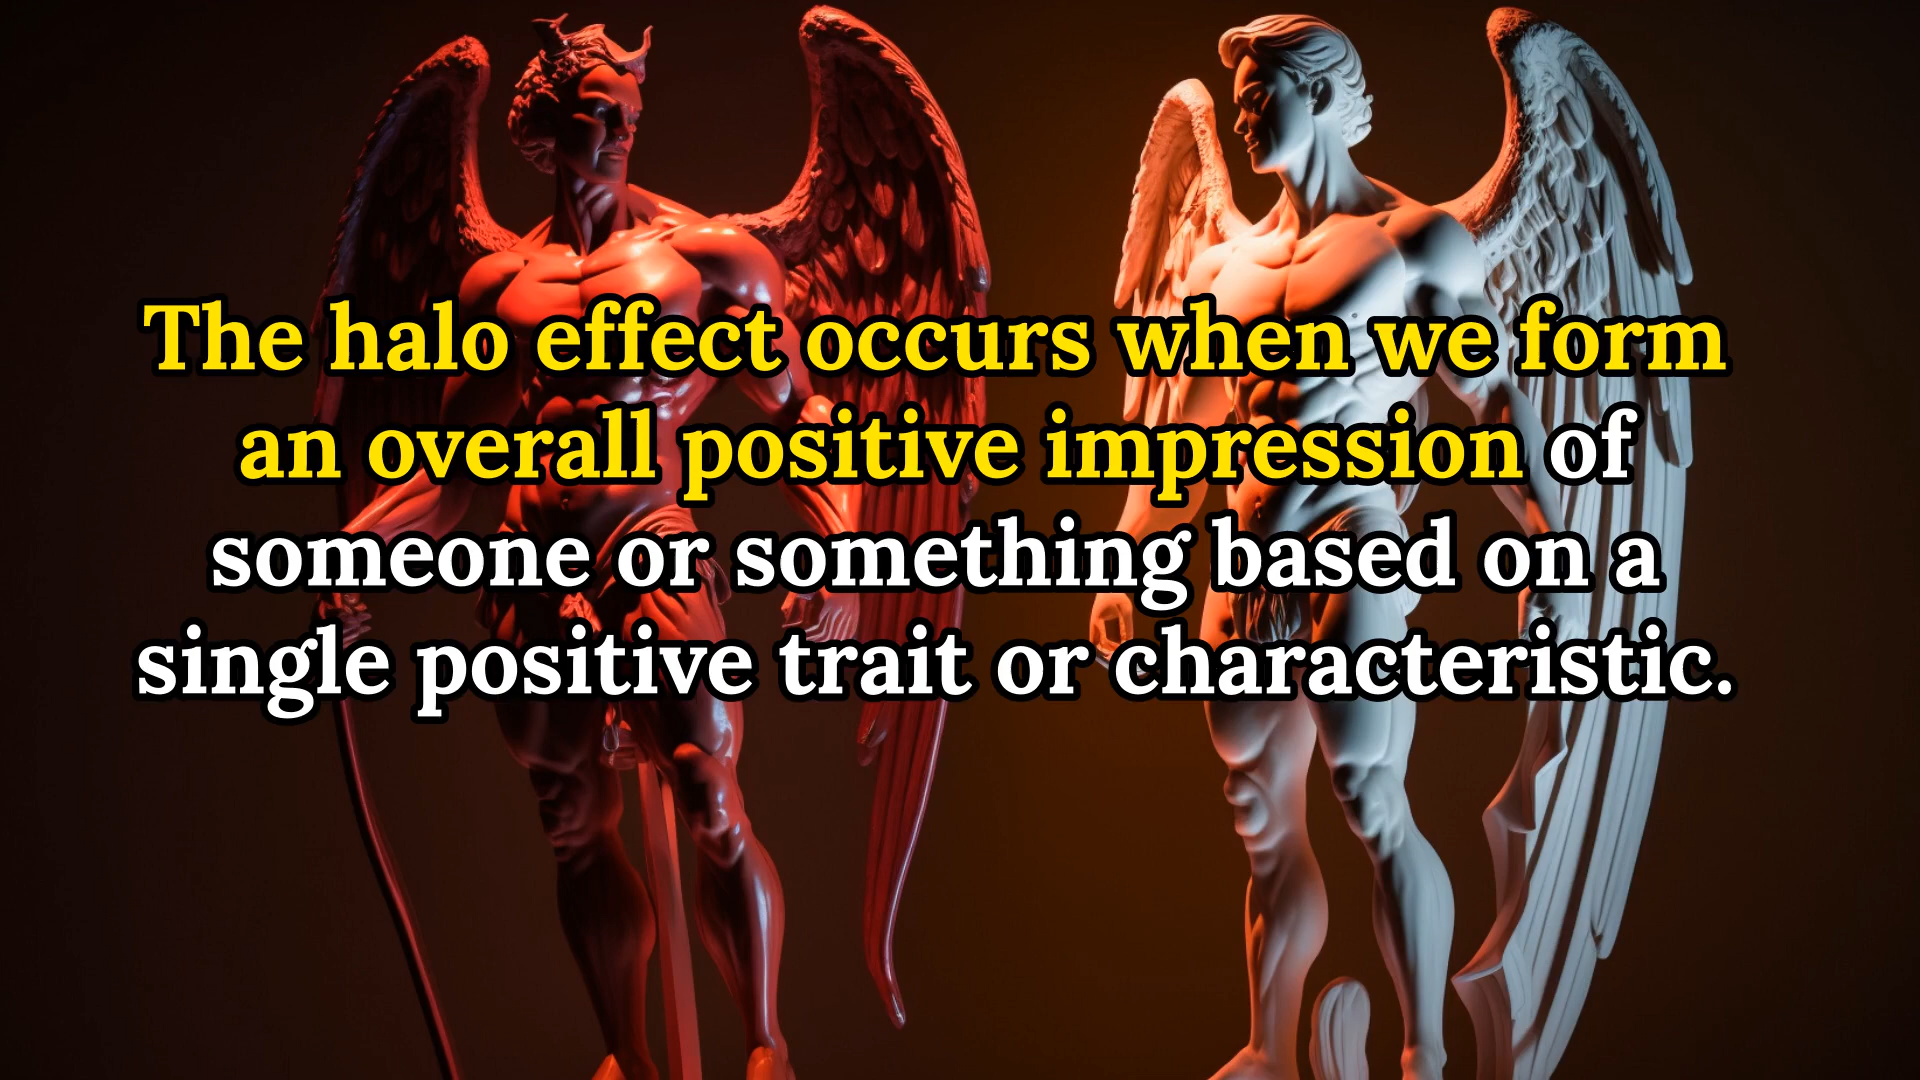 The halo effect occurs when we form
an overall positive impression of
someone or something based on a
single positive trait or characteristic.